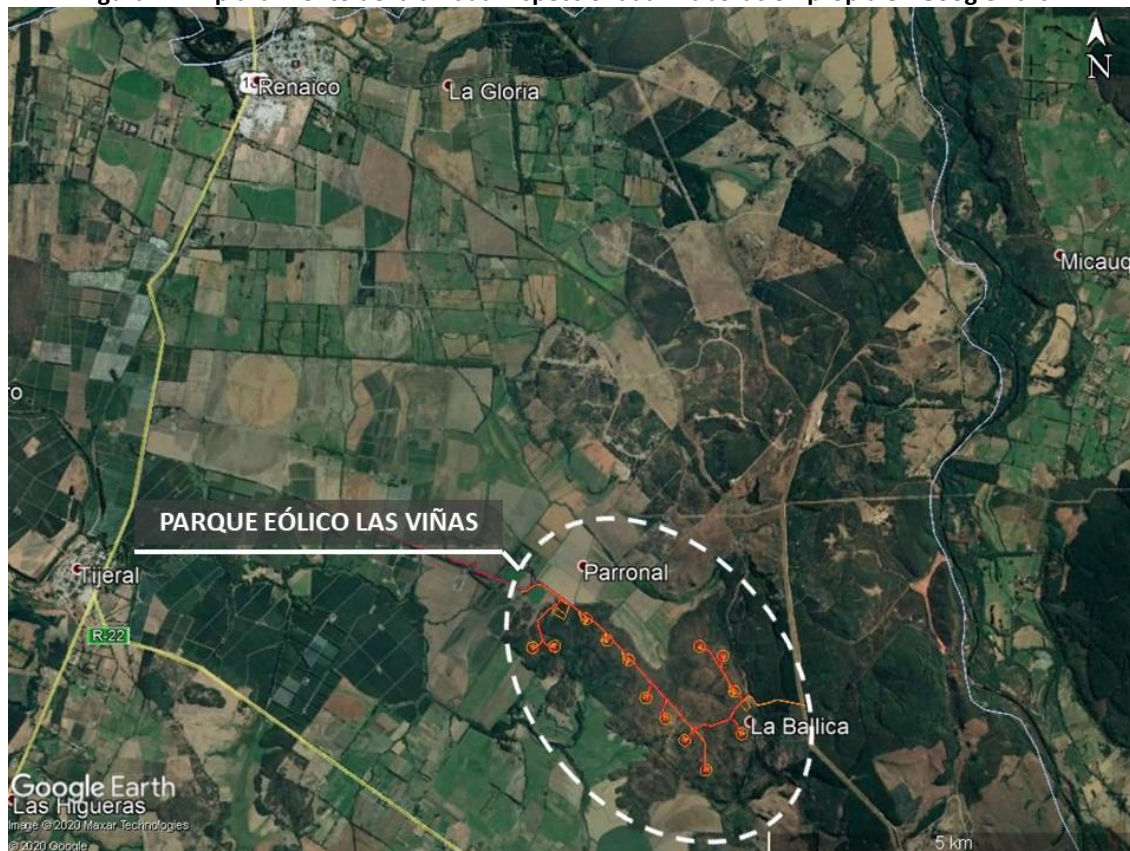 N
Renaico
La Gloria
Micauq
ro
PARQUE EÓLICO LAS VIÑAS
Parronal
Tijeral
R-22
La Ballica
Google Earth
Las Higueras
Image © 2020 Maxar Technologies
© 2020 Google
5 km